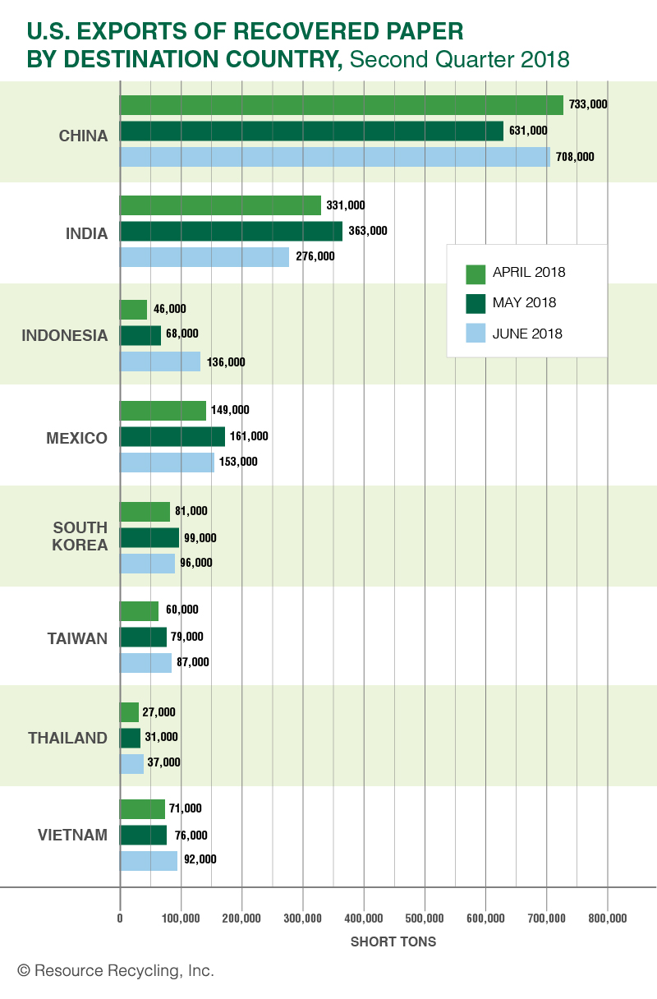 U.S. EXPORTS OF RECOVERED PAPER
BY DESTINATION COUNTRY, Second Quarter 2018
CHINA
733,000
631,000
708,000
INDIA
331,000
363,000
276,000
APRIL 2018
MAY 2018
JUNE 2018
INDONESIA
46,000
68,000
136,000
MEXICO
149,000
161,000
153,000
SOUTH
KOREA
81,000
99,000
96,000
TAIWAN
60,000
79,000
87,000
THAILAND
27,000
31,000
37,000
VIETNAM
71,000
76,000
92,000
0 100,000 200,000 300,000 400,000 500,000 600,000 700,000 800,000
SHORT TONS
© Resource Recycling, Inc.